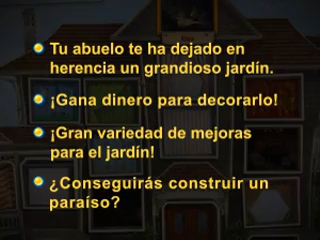 Tu abuelo te ha dejado en
herencia un grandioso jardín.
¡Gana dinero para decorarlo!
¡Gran variedad de mejoras
para el jardín!
¿Conseguirás construir un
paraíso?